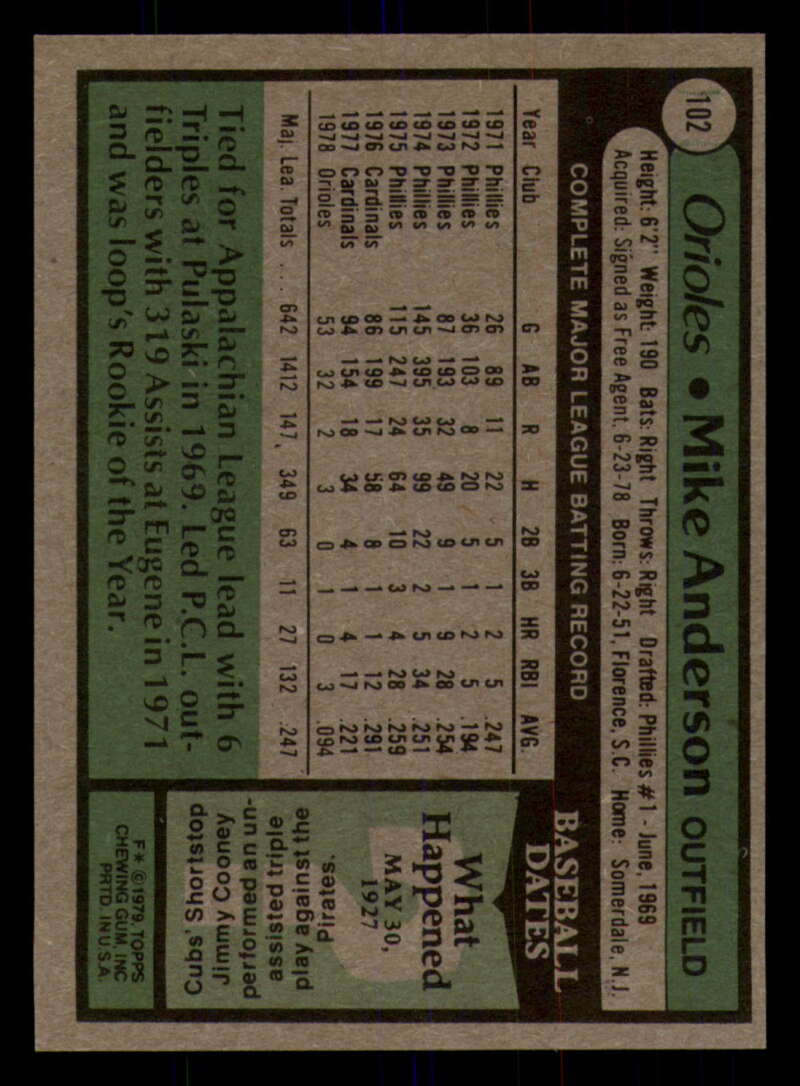 102
Orioles • Mike Anderson OUTFIELD
Height: 6'2" Weight: 190 Bats: Right Throws: Right Drafted: Phillies #1 - June, 1969
Acquired: Signed as Free Agent, 6-23-78 Born: 6-22-51, Florence, S.C. Home: Somerdale, N.J.
COMPLETE MAJOR LEAGUE BATTING RECORD
Year Club G AB R H 2B 3B HR RBI AVG.
1971 Phillies 26 89 11 22 5 1 2 5 .247
1972 Phillies 36 103 8 20 5 1 2 5 .194
1973 Phillies 87 193 32 49 9 1 9 28 .254
1974 Phillies 145 395 35 99 22 2 5 34 .251
1975 Phillies 115 247 24 64 10 3 4 28 .259
1976 Cardinals 86 199 17 58 8 1 1 12 .291
1977 Cardinals 94 154 18 34 4 1 4 17 .221
1978 Orioles 53 32 2 3 0 1 0 3 .094
Maj. Lea. Totals ... 642 1412 147 349 63 11 27 132 .247
Tied for Appalachian League lead with 6
Triples at Pulaski in 1969. Led P.C.L. out-
fielders with 319 Assists at Eugene in 1971
and was loop's Rookie of the Year.
BASEBALL
DATES
What
Happened
MAY 30,
1927
Cubs' Shortstop
Jimmy Cooney
performed an un-
assisted triple
play against the
Pirates.
F* © 1979, TOPPS
CHEWING GUM, INC
PRTD. IN U.S.A.